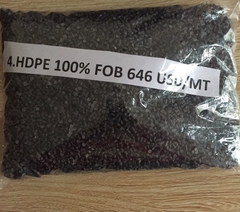 4.HDPE 100% FOB 646 USD/MT